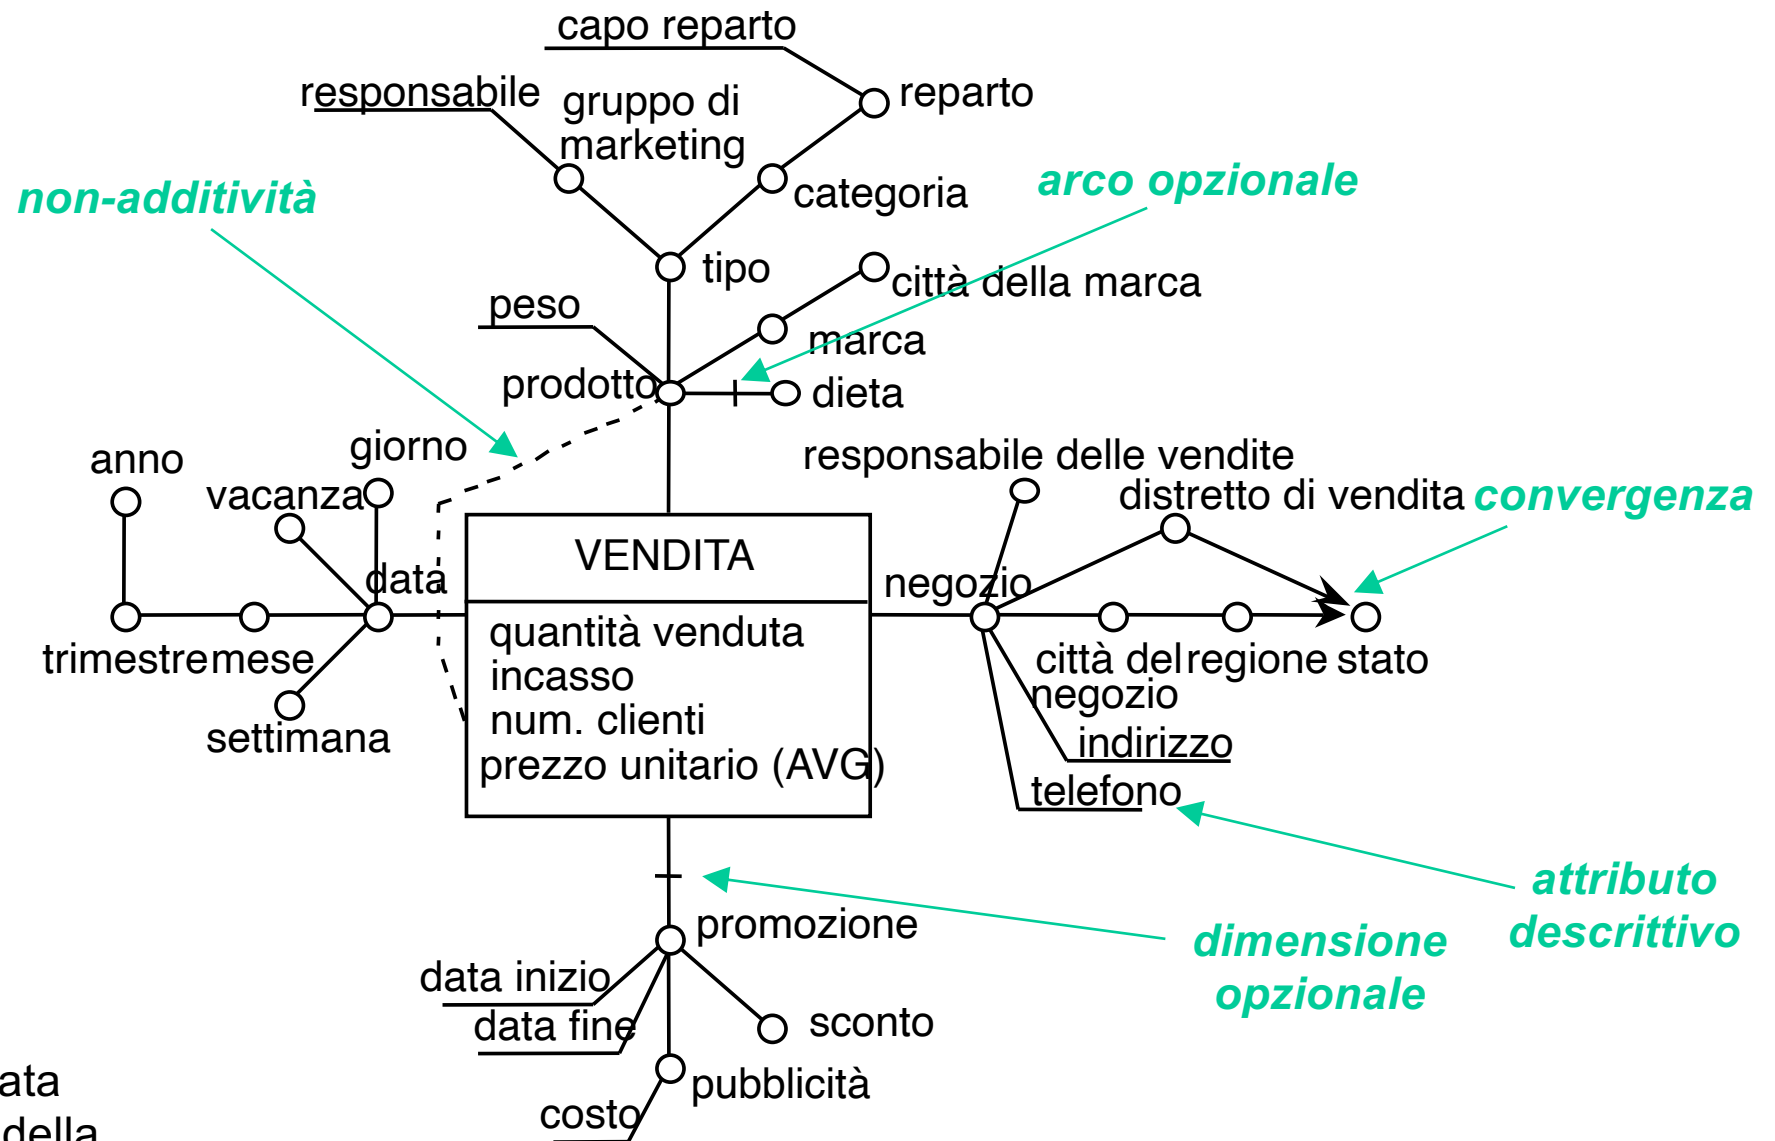 capo reparto
responsabile
gruppo di
marketing
reparto
non-additività
categoria
arco opzionale
tipo
città della marca
peso
marca
prodotto
dieta
anno
giorno
vacanza
responsabile delle vendite
distretto di vendita
convergenza
VENDITA
data
negozio
quantità venduta
incasso
num. clienti
prezzo unitario (AVG)
trimestre
mese
settimana
città del
negozio
regione
stato
indirizzo
telefono
attributo
descrittivo
promozione
dimensione
opzionale
data inizio
data fine
sconto
pubblicità
costo
ata
della